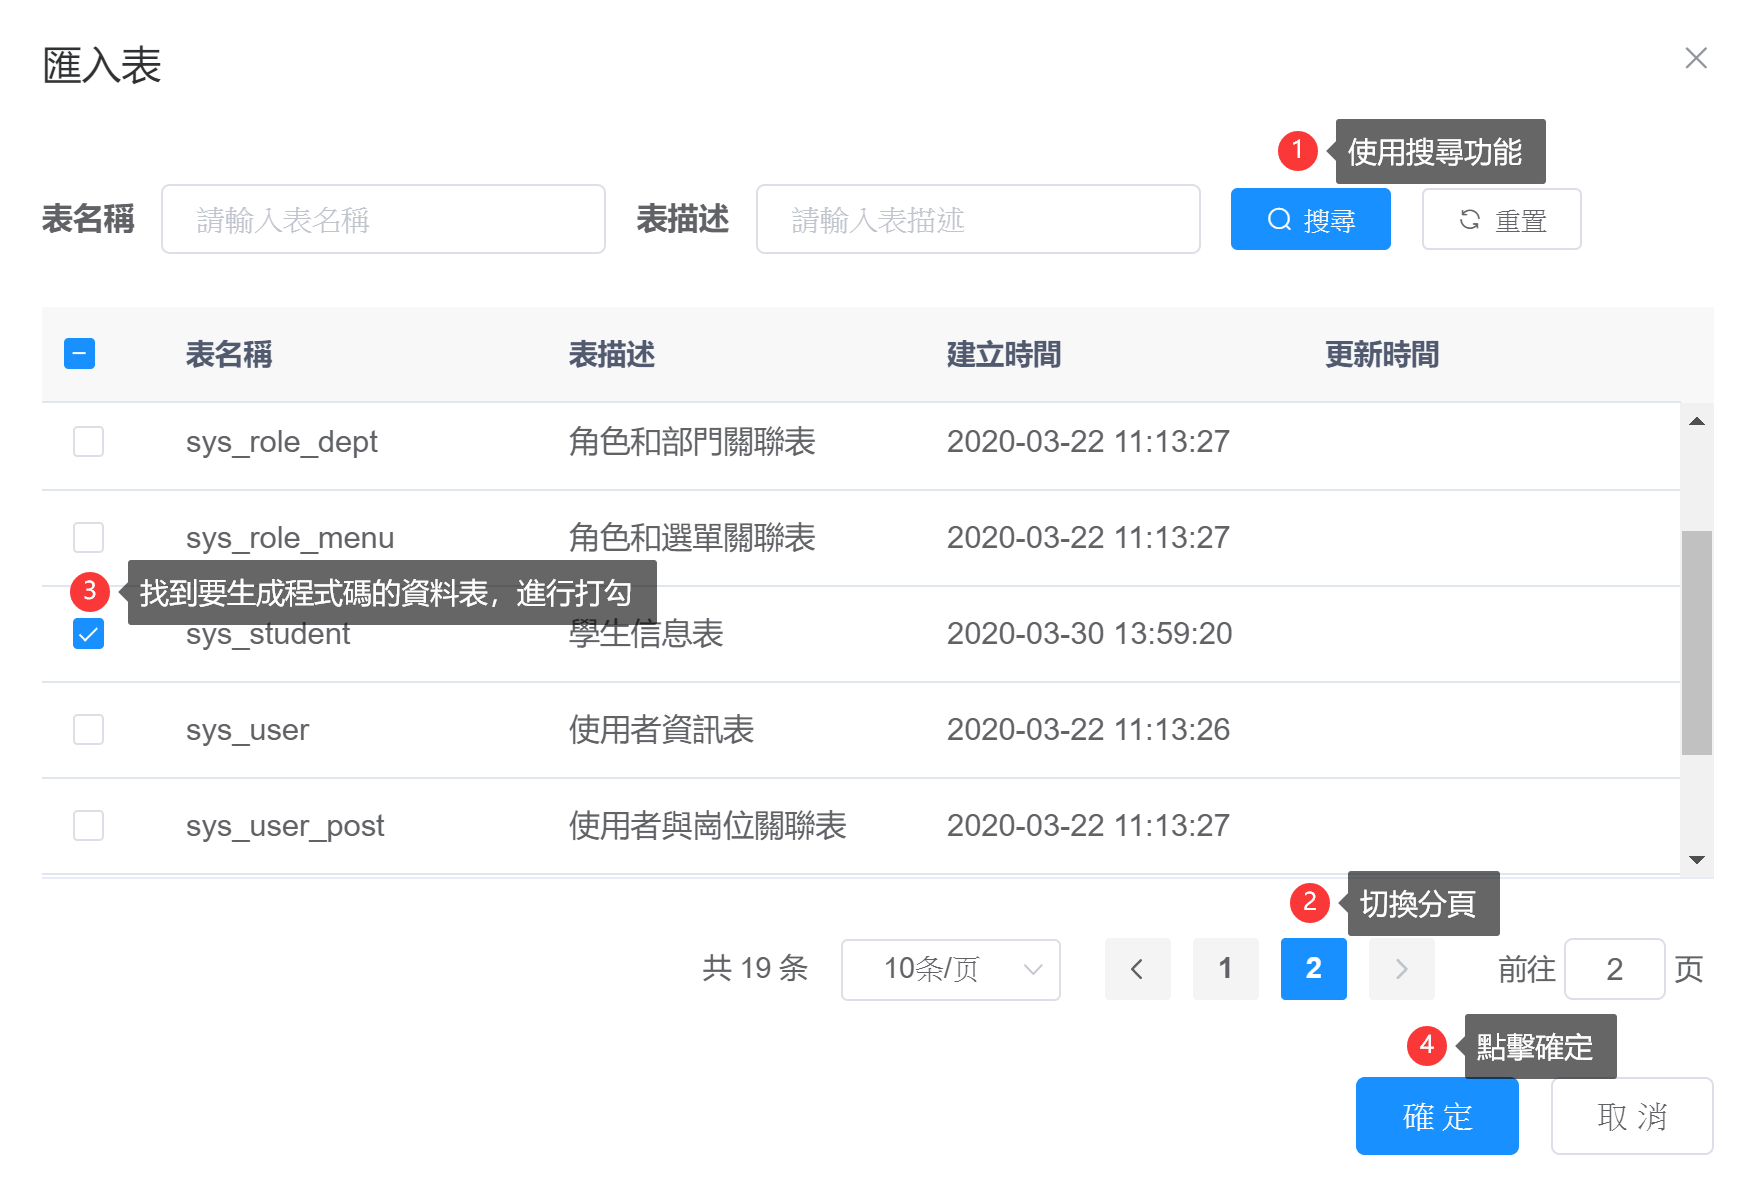 匯入表
1 使用搜尋功能
表名稱 請輸入表名稱 表描述 請輸入表描述 搜尋 重置
表名稱 表描述 建立時間 更新時間
sys_role_dept 角色和部門關聯表 2020-03-22 11:13:27
sys_role_menu 角色和選單關聯表 2020-03-22 11:13:27
3 找到要生成程式碼的資料表，進行打勾
sys_student 學生信息表 2020-03-30 13:59:20
sys_user 使用者資訊表 2020-03-22 11:13:26
sys_user_post 使用者與崗位關聯表 2020-03-22 11:13:27
2 切換分頁
共 19 条 10条/页 1 2 前往 2 页
4 點擊確定
確 定 取 消